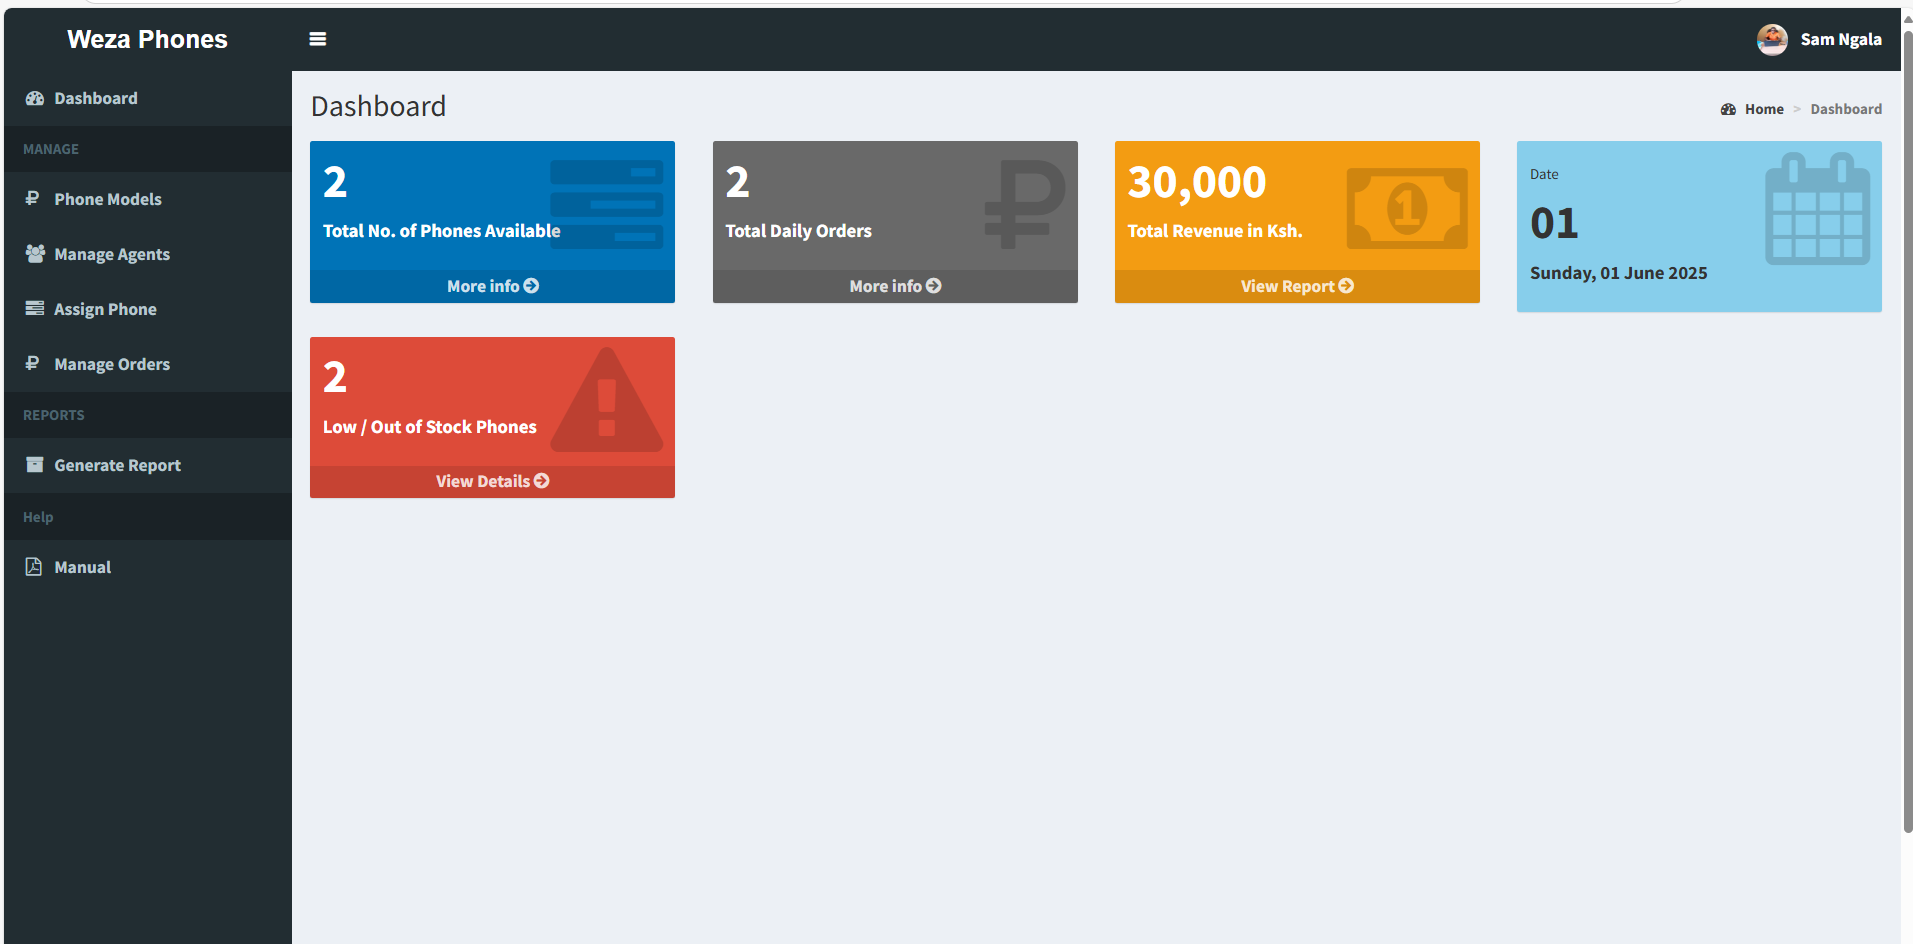 Weza Phones
Sam Ngala
Dashboard
MANAGE
Phone Models
Manage Agents
Assign Phone
Manage Orders
REPORTS
Generate Report
Help
Manual
Dashboard
Home > Dashboard
2
Total No. of Phones Available
More info
2
Total Daily Orders
More info
30,000
Total Revenue in Ksh.
View Report
Date
01
Sunday, 01 June 2025
2
Low / Out of Stock Phones
View Details